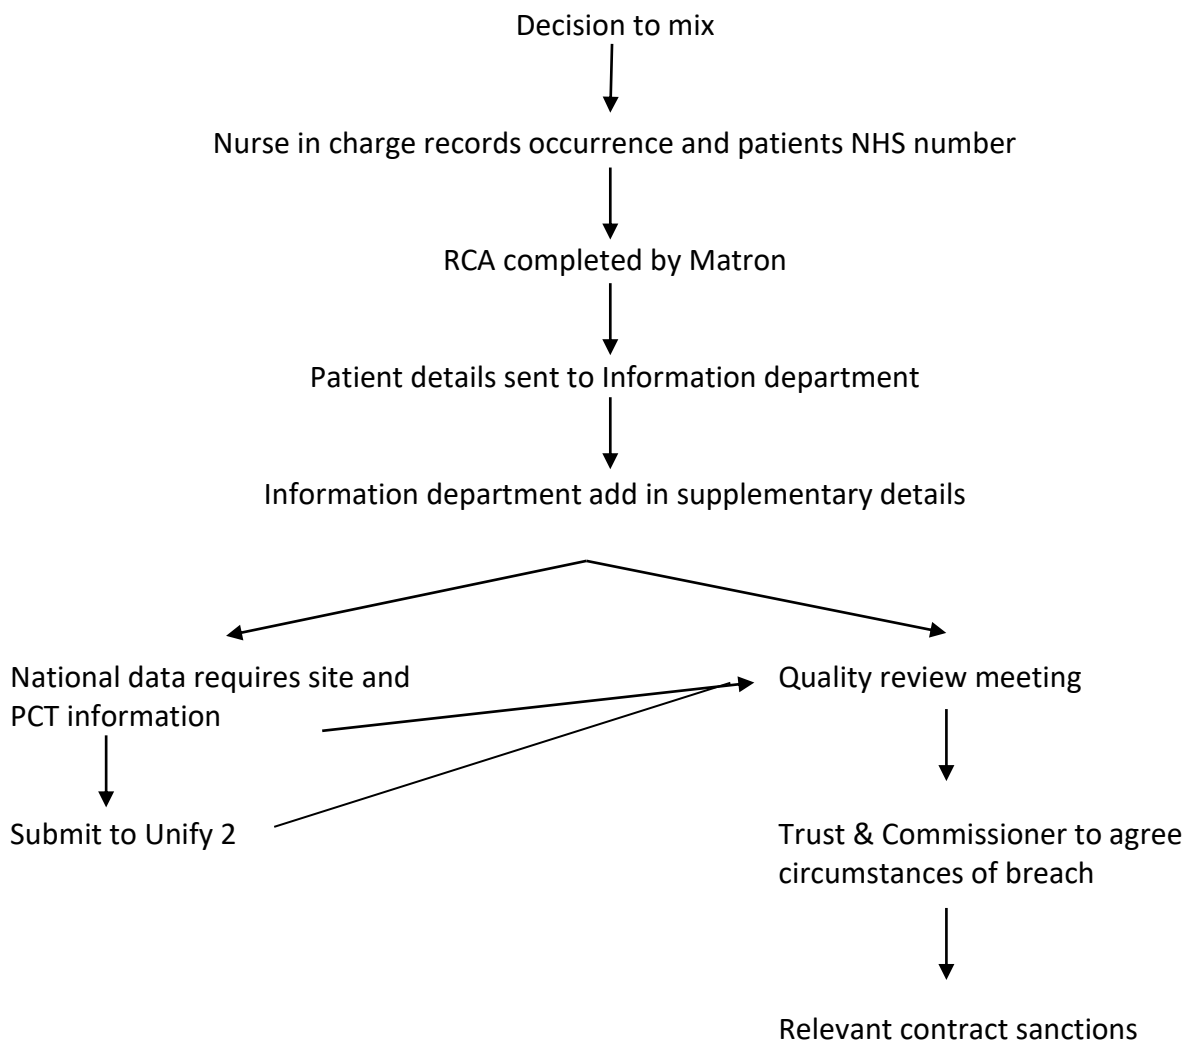 Decision to mix
Nurse in charge records occurrence and patients NHS number
RCA completed by Matron
Patient details sent to Information department
Information department add in supplementary details
National data requires site and
PCT information
Submit to Unify 2
Quality review meeting
Trust & Commissioner to agree
circumstances of breach
Relevant contract sanctions